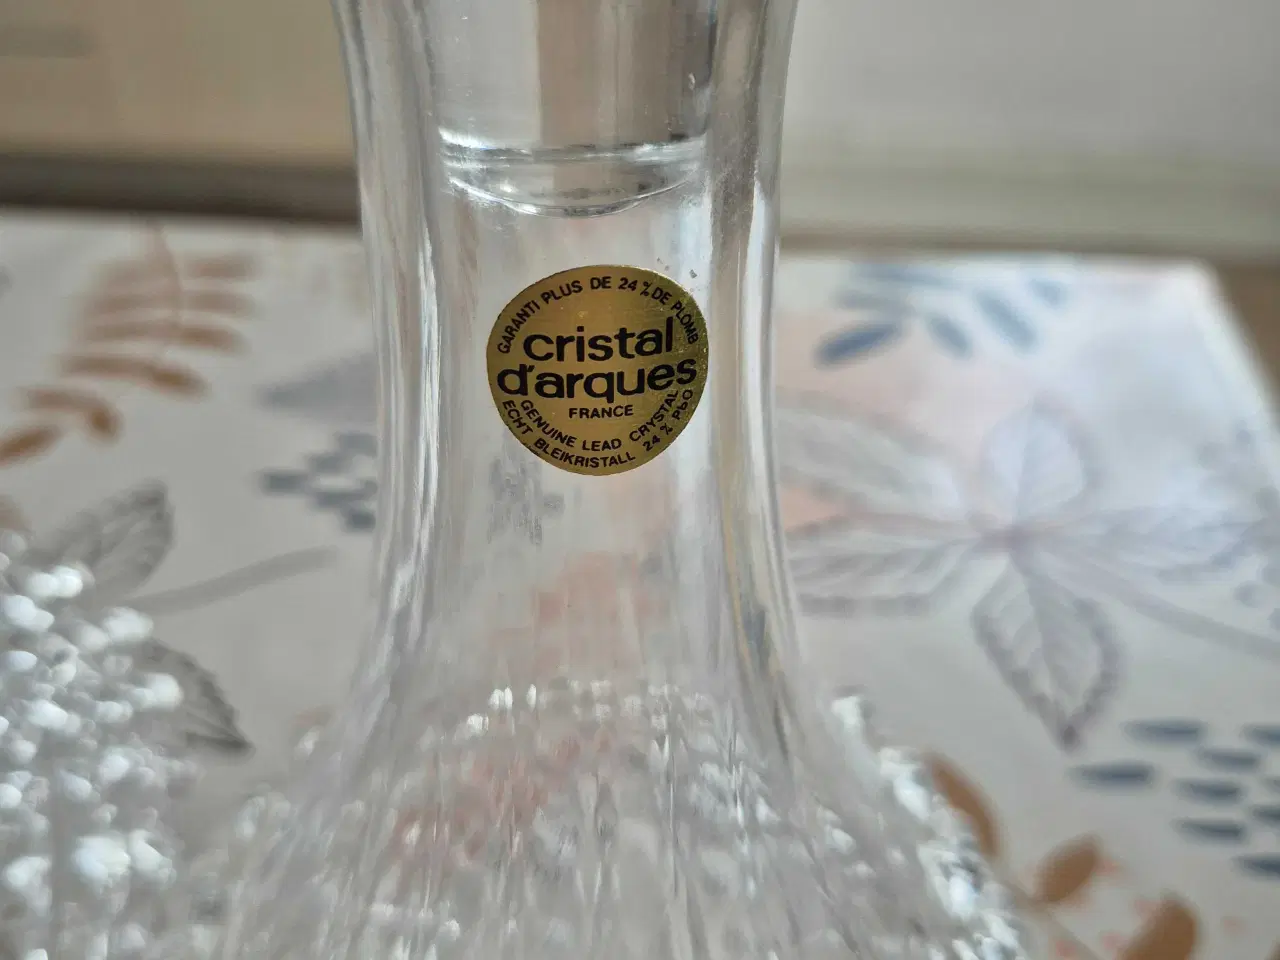 GARANTI PLUS DE 24 % DE PLOMB
cristal
d'arques
FRANCE
GENUINE LEAD CRYSTAL
ECHT BLEIKRISTALL 24 % PbO